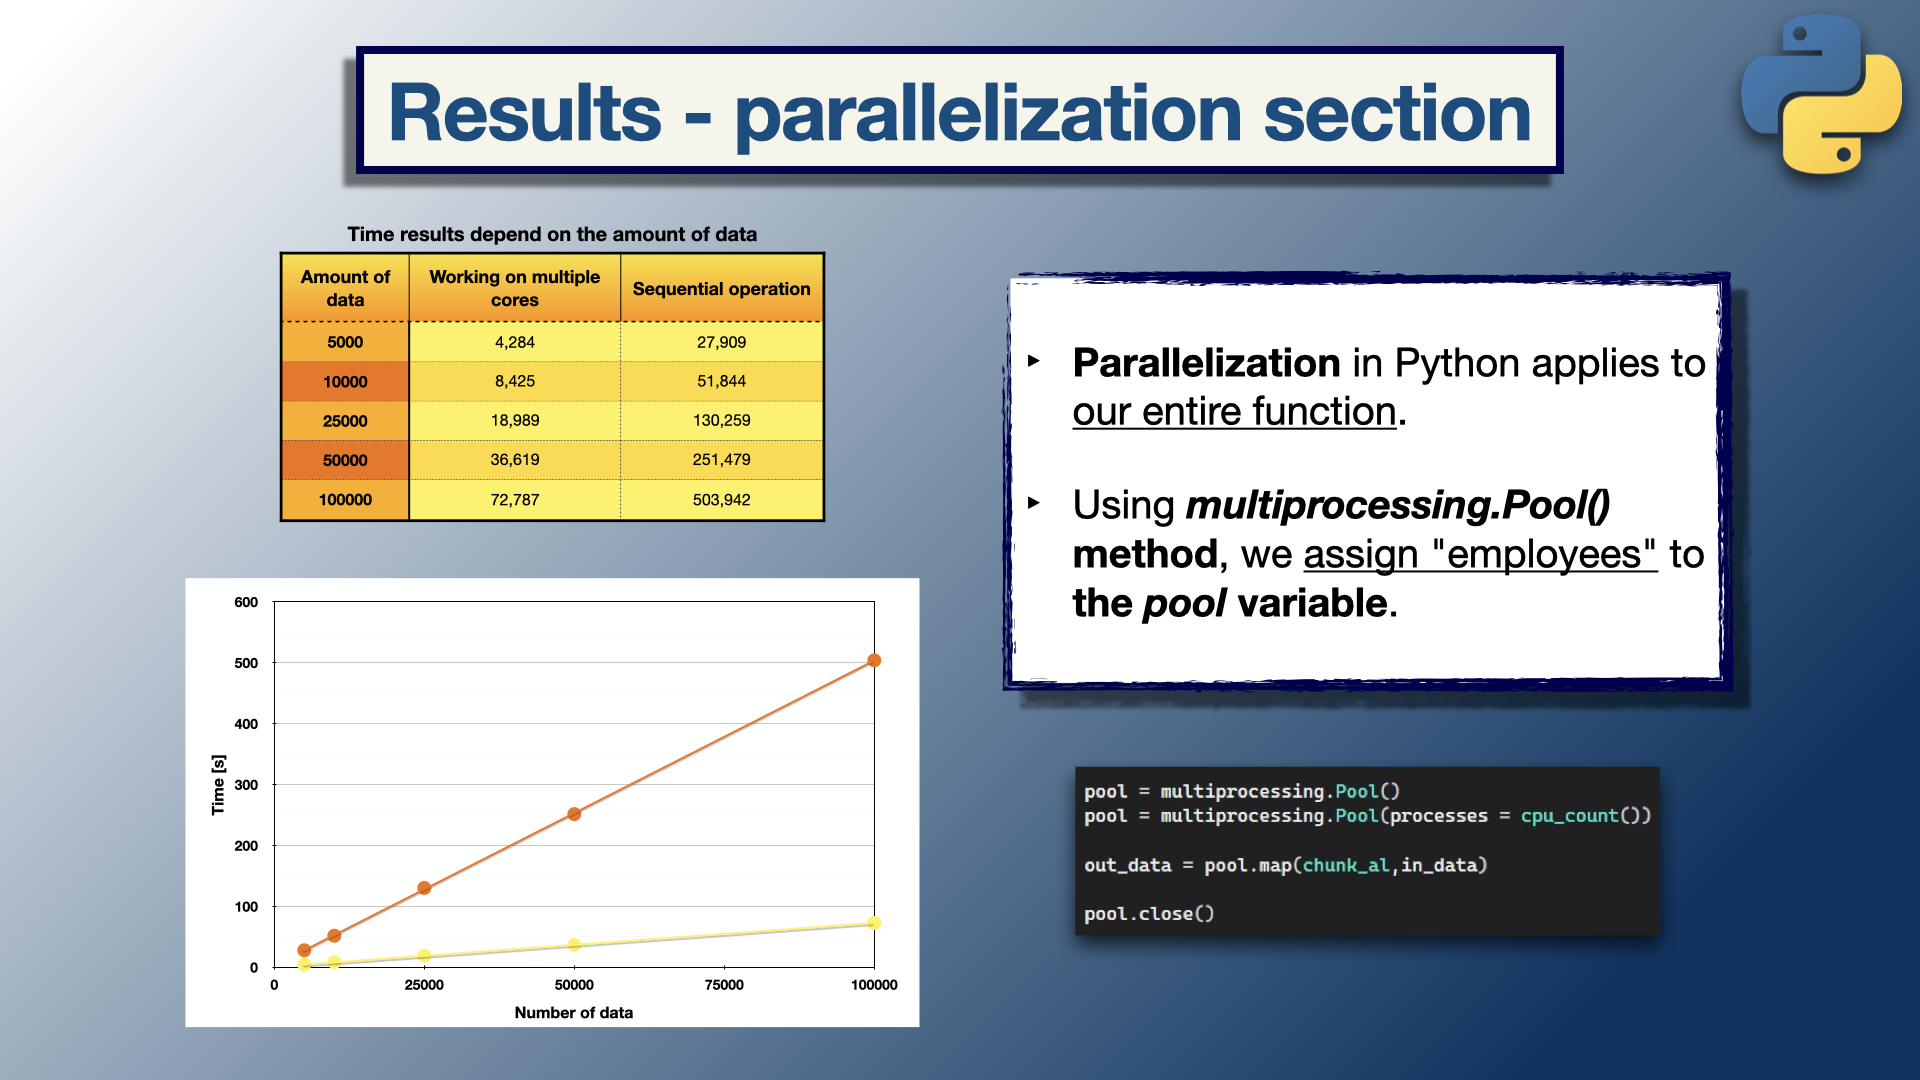 Results - parallelization section
Time results depend on the amount of data
Amount of data | Working on multiple cores | Sequential operation
5000 | 4,284 | 27,909
10000 | 8,425 | 51,844
25000 | 18,989 | 130,259
50000 | 36,619 | 251,479
100000 | 72,787 | 503,942
600
500
400
300
200
100
0
Time [s]
0 25000 50000 75000 100000
Number of data
‣ Parallelization in Python applies to
our entire function.
‣ Using multiprocessing.Pool()
method, we assign "employees" to
the pool variable.
pool = multiprocessing.Pool()
pool = multiprocessing.Pool(processes = cpu_count())
out_data = pool.map(chunk_al,in_data)
pool.close()